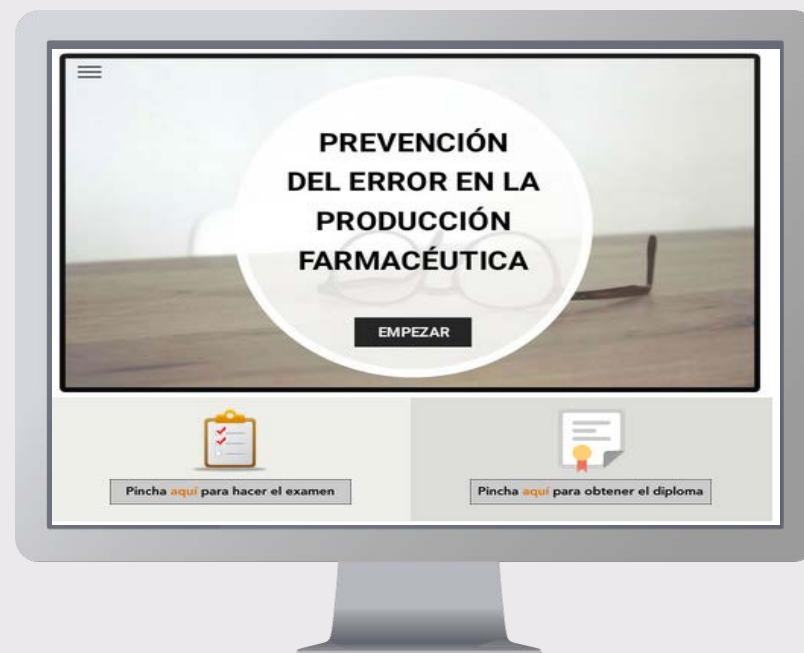 PREVENCIÓN
DEL ERROR EN LA
PRODUCCIÓN
FARMACÉUTICA
EMPEZAR
Pincha aquí para hacer el examen
Pincha aquí para obtener el diploma